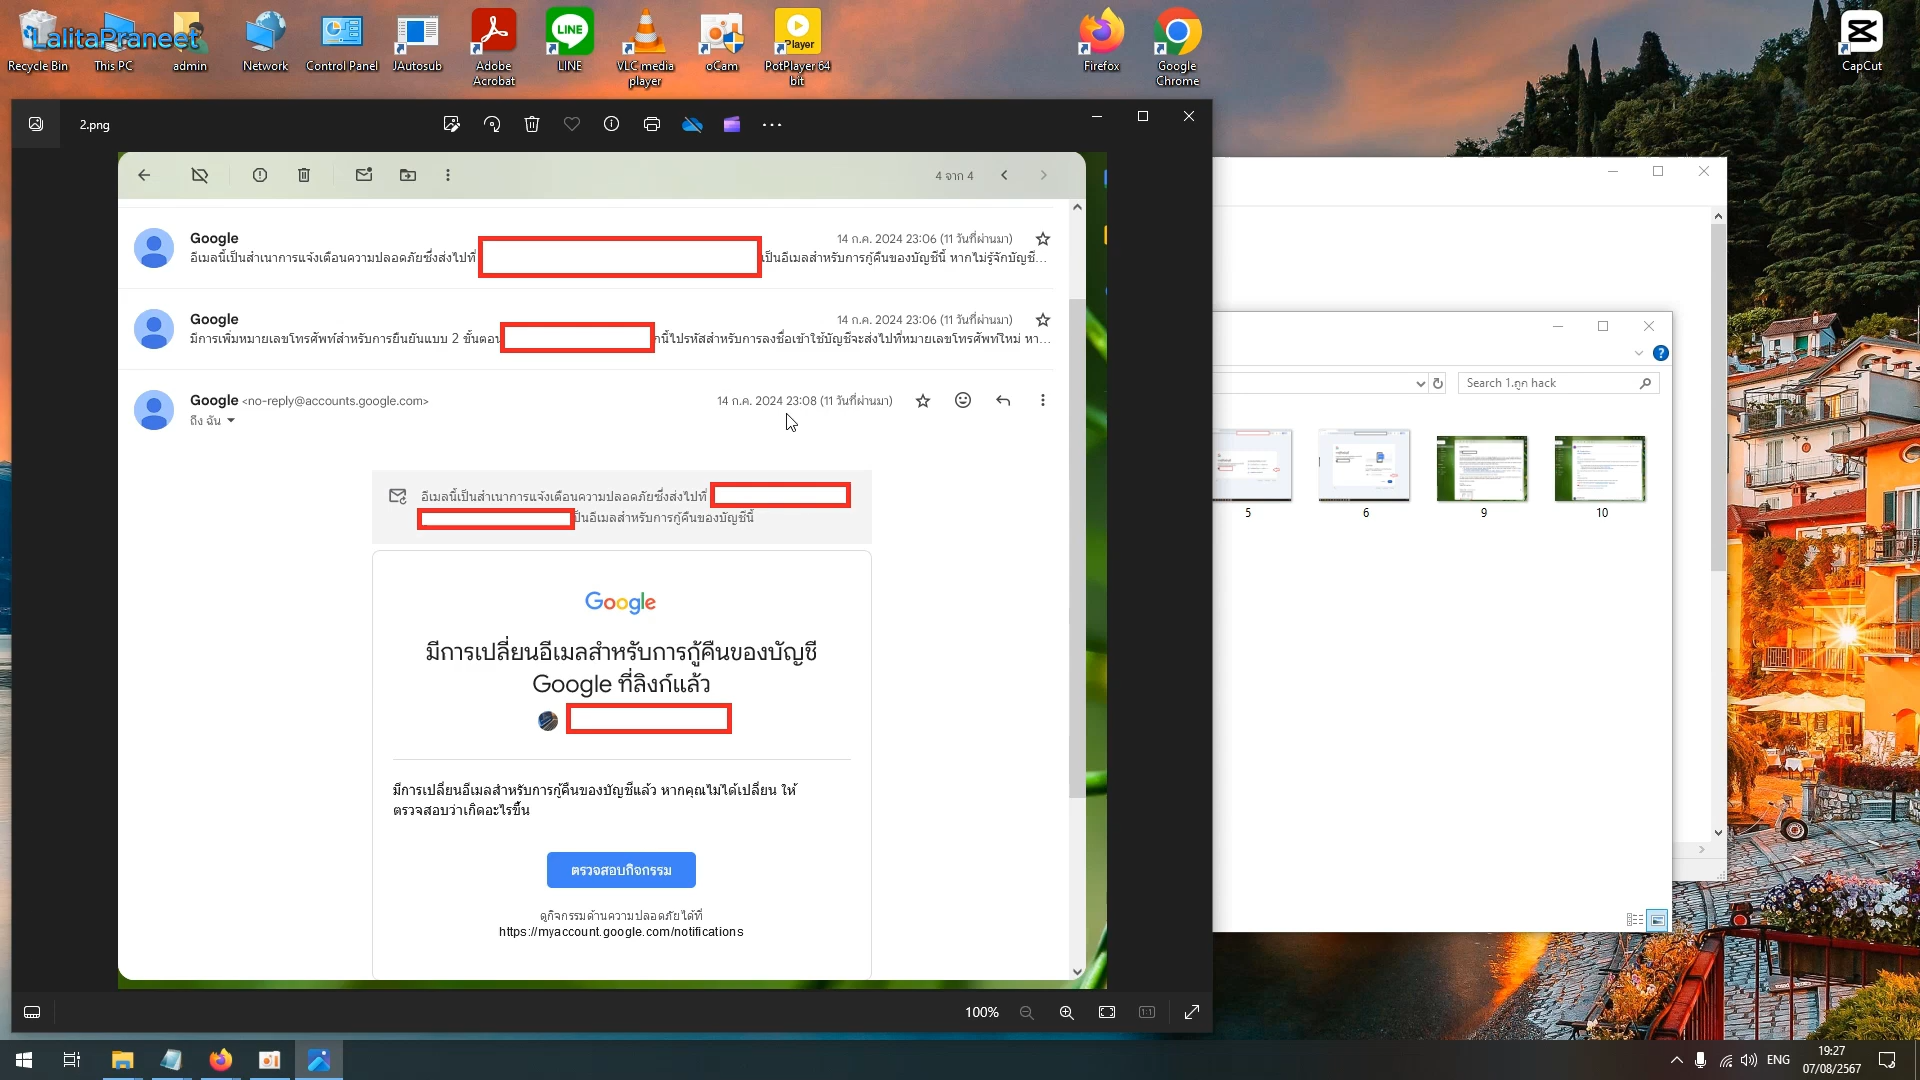 LalitaPraneet
Recycle Bin
This PC
admin
Network
Control Panel
JAutosub
Adobe Acrobat
LINE
VLC media player
oCam
PotPlayer 64 bit
Firefox
Google Chrome
CapCut
2.png
4 จาก 4
Google
14 ก.ค. 2024 23:06 (11 วันที่ผ่านมา)
อีเมลนี้เป็นสำเนาการแจ้งเตือนความปลอดภัยซึ่งส่งไปที่ เป็นอีเมลสำหรับการกู้คืนของบัญชีนี้ หากไม่รู้จักบัญชี...
Google
14 ก.ค. 2024 23:06 (11 วันที่ผ่านมา)
มีการเพิ่มหมายเลขโทรศัพท์สำหรับการยืนยันแบบ 2 ขั้นตอน กนี้ไปรหัสสำหรับการลงชื่อเข้าใช้บัญชีจะส่งไปที่หมายเลขโทรศัพท์ใหม่ หา...
Google <no-reply@accounts.google.com>
14 ก.ค. 2024 23:08 (11 วันที่ผ่านมา)
ถึง ฉัน
อีเมลนี้เป็นสำเนาการแจ้งเตือนความปลอดภัยซึ่งส่งไปที่
เป็นอีเมลสำหรับการกู้คืนของบัญชีนี้
Google
มีการเปลี่ยนอีเมลสำหรับการกู้คืนของบัญชี
Google ที่ลิงก์แล้ว
มีการเปลี่ยนอีเมลสำหรับการกู้คืนของบัญชีแล้ว หากคุณไม่ได้เปลี่ยน ให้
ตรวจสอบว่าเกิดอะไรขึ้น
ตรวจสอบกิจกรรม
ดูกิจกรรมด้านความปลอดภัยได้ที่
https://myaccount.google.com/notifications
100%
Search 1.ถูก hack
5
6
9
10
ENG
19:27
07/08/2567